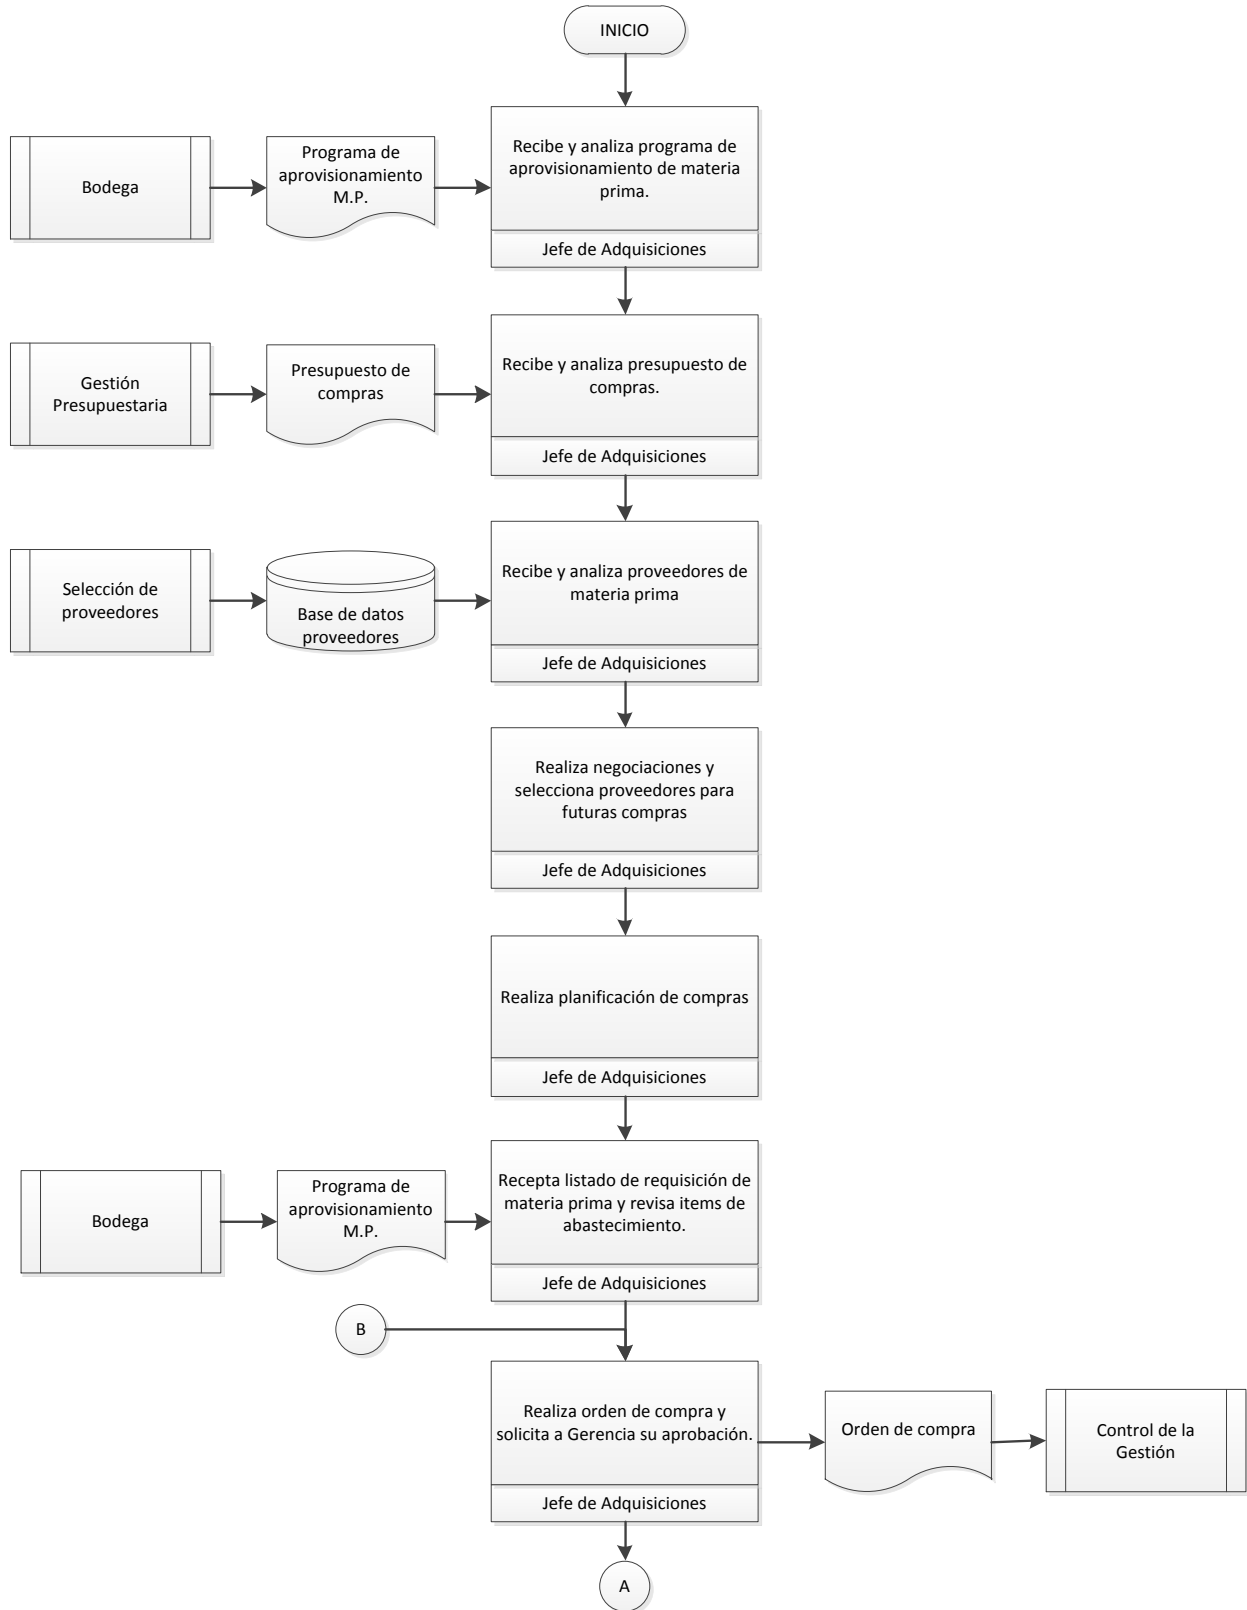 INICIO
Bodega
Programa de
aprovisionamiento
M.P.
Recibe y analiza programa de
aprovisionamiento de materia
prima.
Jefe de Adquisiciones
Gestión
Presupuestaria
Presupuesto de
compras
Recibe y analiza presupuesto de
compras.
Jefe de Adquisiciones
Selección de
proveedores
Base de datos
proveedores
Recibe y analiza proveedores de
materia prima
Jefe de Adquisiciones
Realiza negociaciones y
selecciona proveedores para
futuras compras
Jefe de Adquisiciones
Realiza planificación de compras
Jefe de Adquisiciones
Bodega
Programa de
aprovisionamiento
M.P.
Recepta listado de requisición de
materia prima y revisa items de
abastecimiento.
Jefe de Adquisiciones
B
Realiza orden de compra y
solicita a Gerencia su aprobación.
Jefe de Adquisiciones
Orden de compra
Control de la
Gestión
A